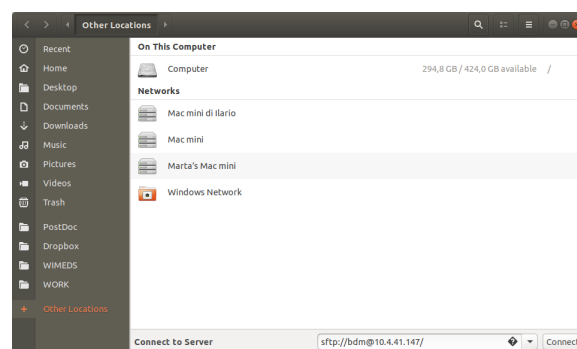 Other Locations
Recent
Home
Desktop
Documents
Downloads
Music
Pictures
Videos
Trash
PostDoc
Dropbox
WIMEDS
WORK
+ Other Locations
On This Computer
Computer 294,8 GB / 424,0 GB available /
Networks
Mac mini di Ilario
Mac mini
Marta's Mac mini
Windows Network
Connect to Server sftp://bdm@10.4.41.147/ Connect